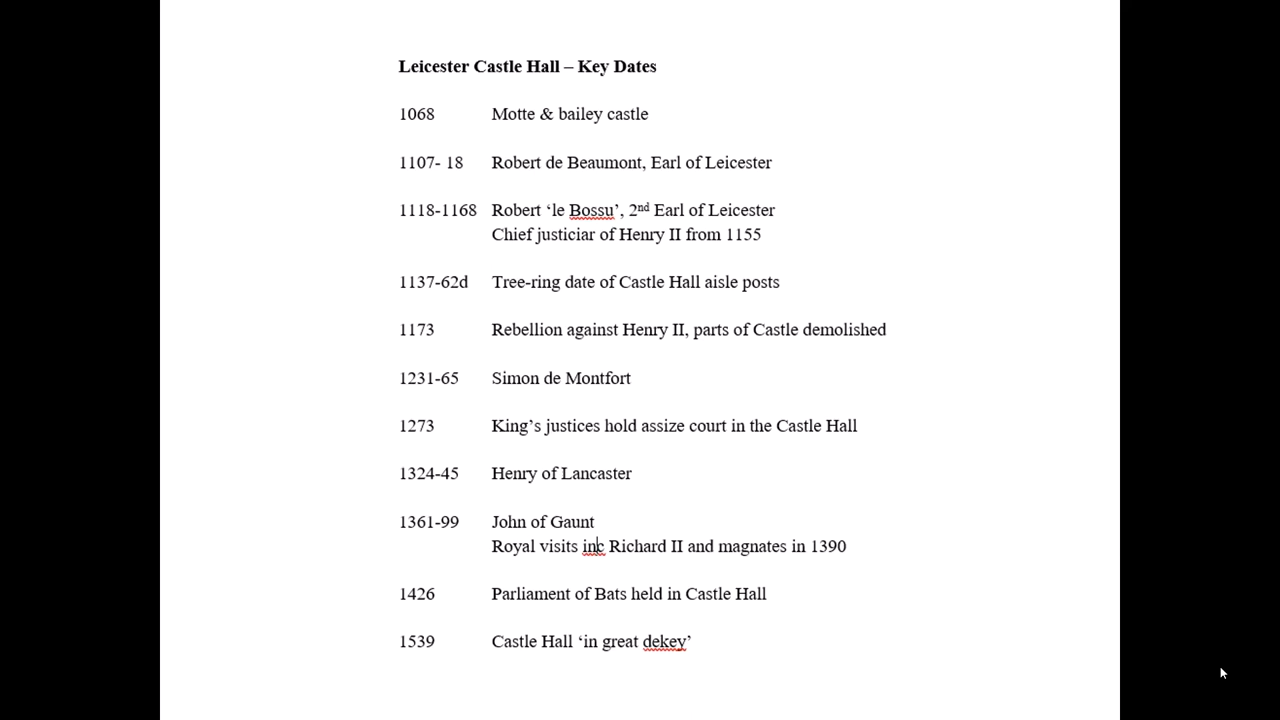 Leicester Castle Hall – Key Dates
1068 Motte & bailey castle
1107- 18 Robert de Beaumont, Earl of Leicester
1118-1168 Robert ‘le Bossu’, 2nd Earl of Leicester
Chief justiciar of Henry II from 1155
1137-62d Tree-ring date of Castle Hall aisle posts
1173 Rebellion against Henry II, parts of Castle demolished
1231-65 Simon de Montfort
1273 King’s justices hold assize court in the Castle Hall
1324-45 Henry of Lancaster
1361-99 John of Gaunt
Royal visits inc Richard II and magnates in 1390
1426 Parliament of Bats held in Castle Hall
1539 Castle Hall ‘in great dekey’